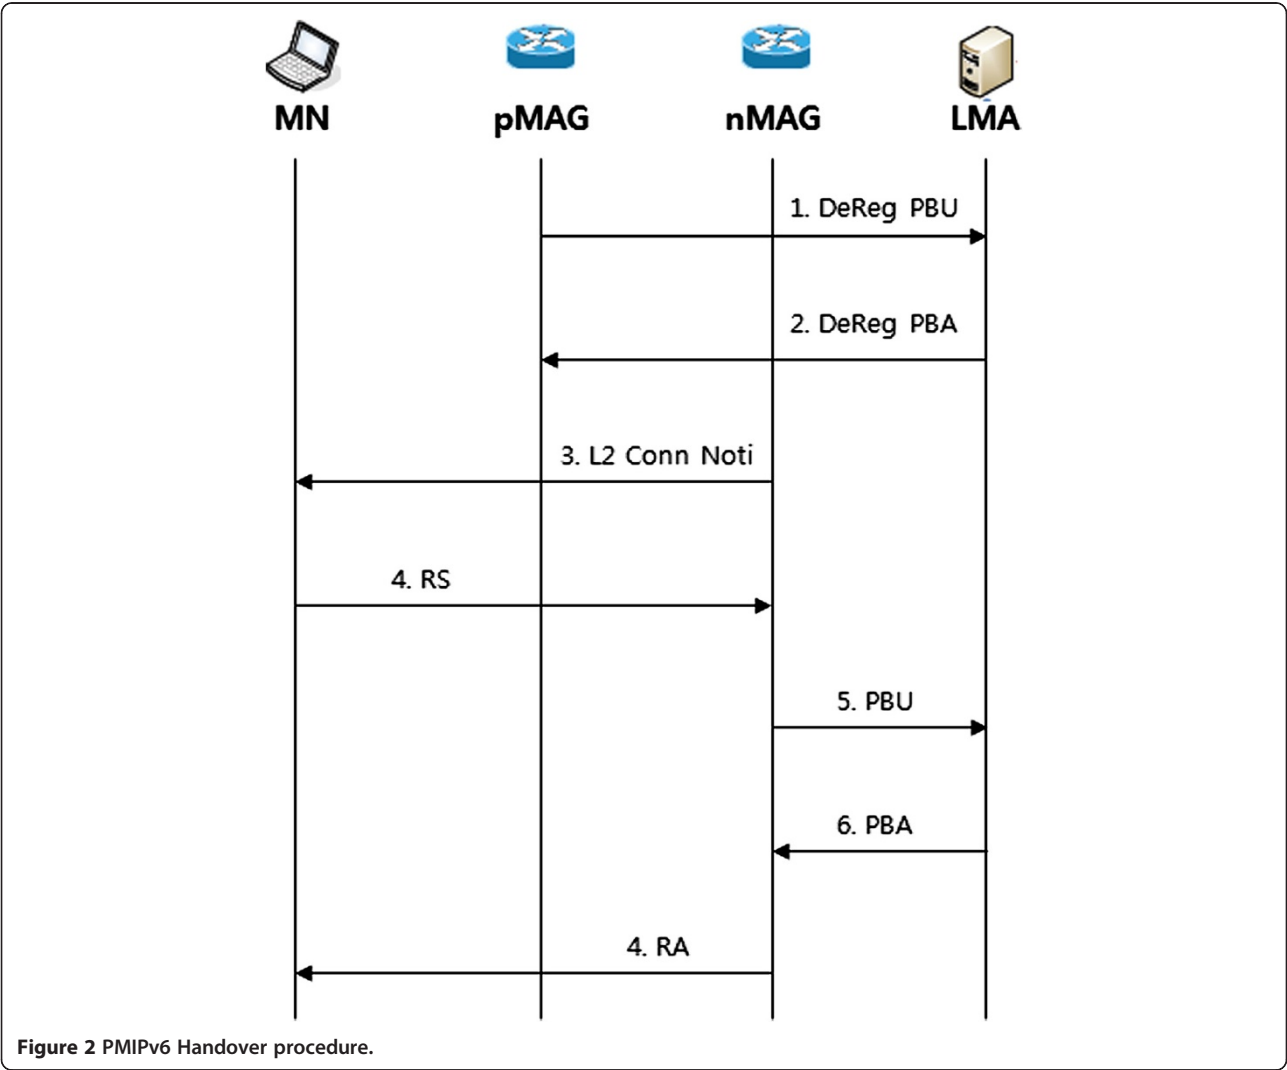 MN pMAG nMAG LMA
1. DeReg PBU
2. DeReg PBA
3. L2 Conn Noti
4. RS
5. PBU
6. PBA
4. RA
Figure 2 PMIPv6 Handover procedure.